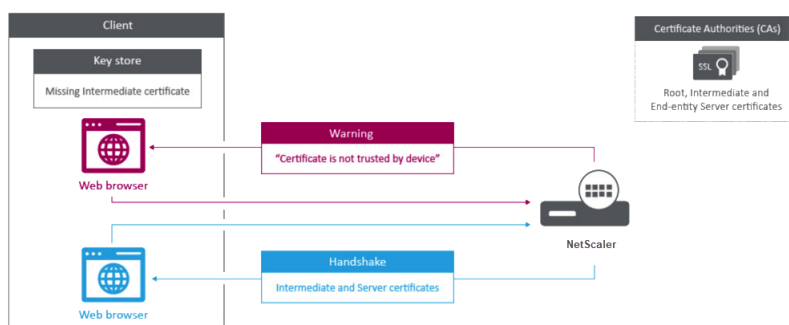 Client
Key store
Missing Intermediate certificate
Web browser
Warning
"Certificate is not trusted by device"
NetScaler
Web browser
Handshake
Intermediate and Server certificates
Certificate Authorities (CAs)
SSL
Root, Intermediate and
End-entity Server certificates